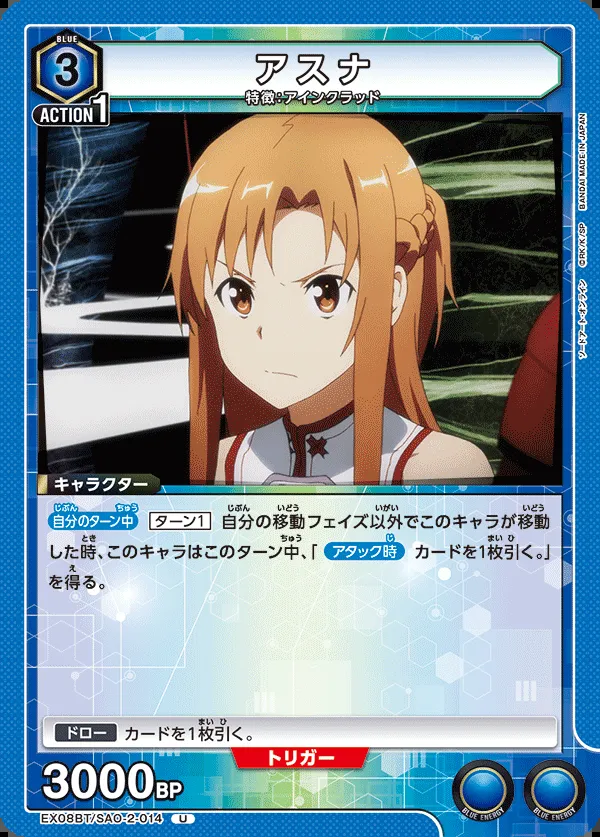 BLUE
3
ACTION 1
アスナ
特徴:アインクラッド
BANDAI MADE IN JAPAN
©RK/K/SP
ソードアート・オンライン
キャラクター
自分のターン中 ターン1 自分の移動フェイズ以外でこのキャラが移動
した時、このキャラはこのターン中、「 アタック時 カードを1枚引く。」
を得る。
ドロー カードを1枚引く。
トリガー
3000BP
BLUE ENERGY
BLUE ENERGY
EX08BT/SAO-2-014 U